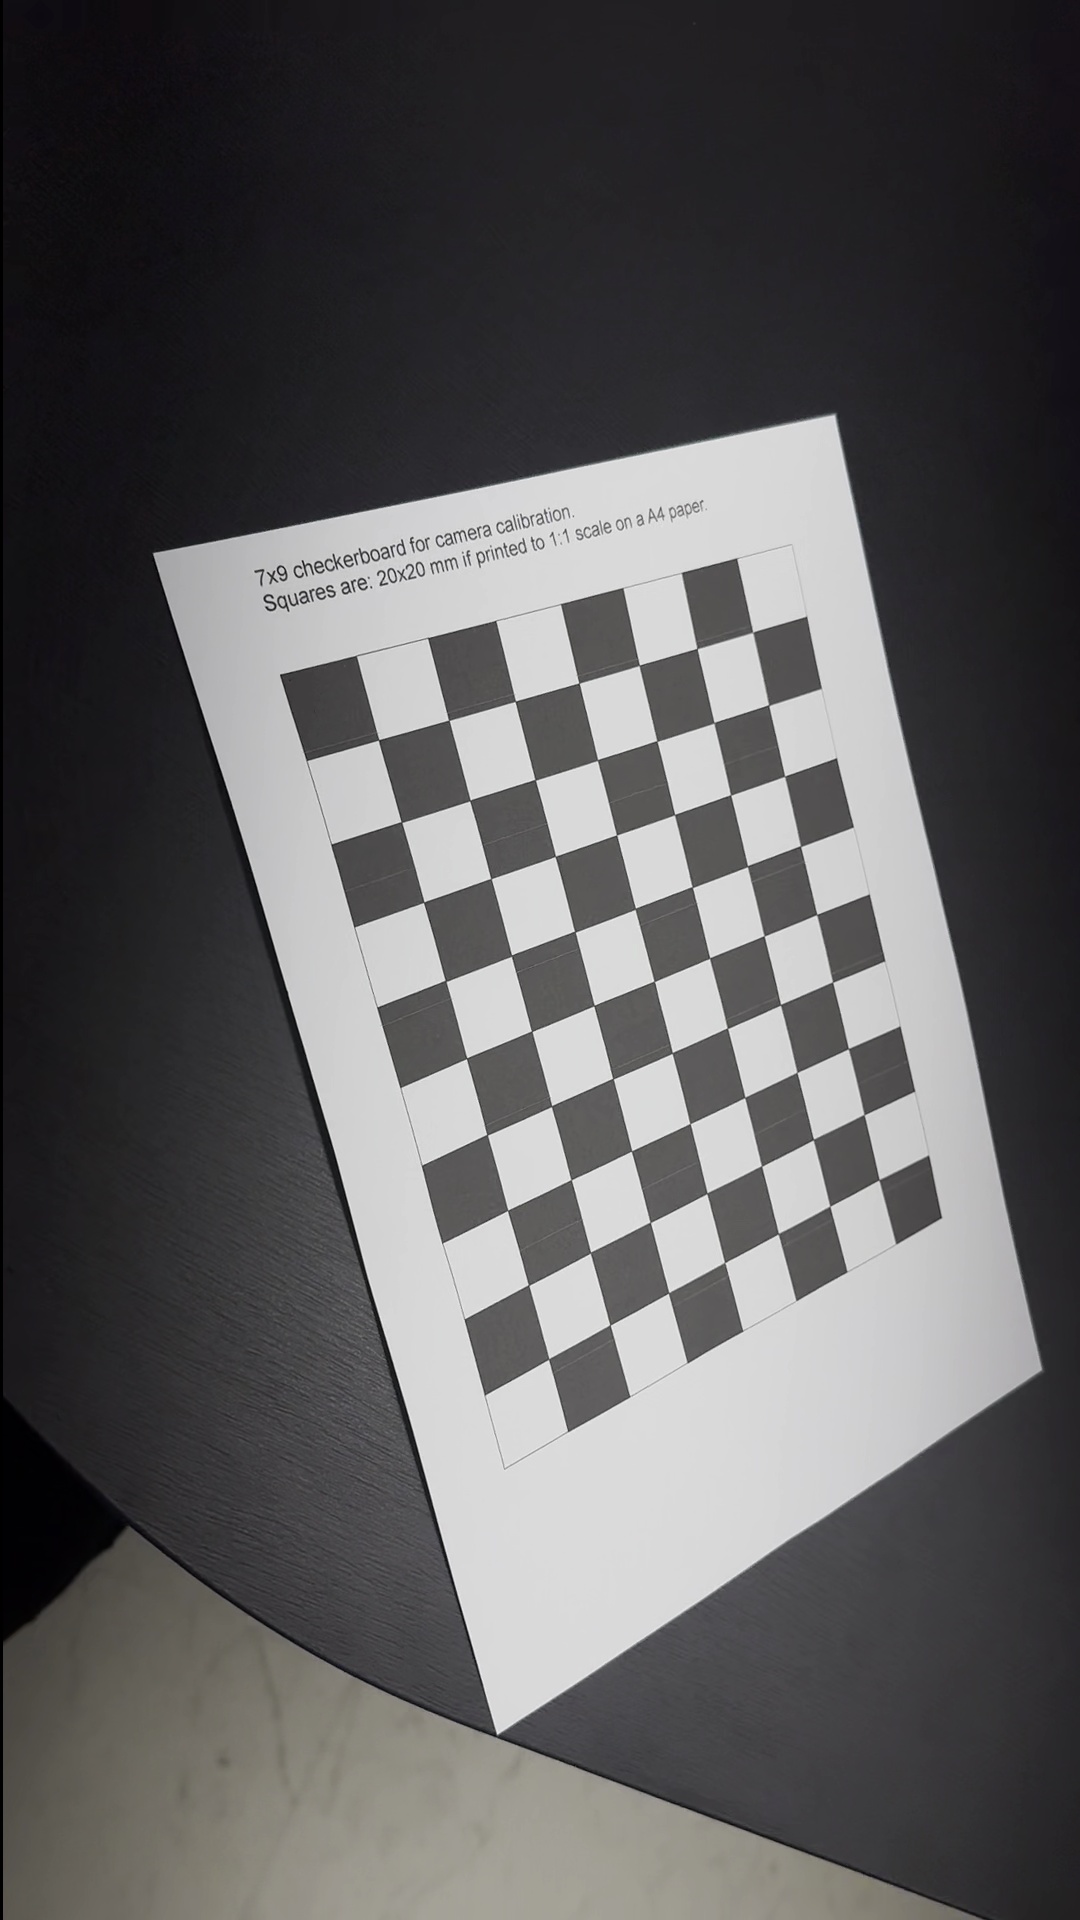 7x9 checkerboard for camera calibration.
Squares are: 20x20 mm if printed to 1:1 scale on a A4 paper.